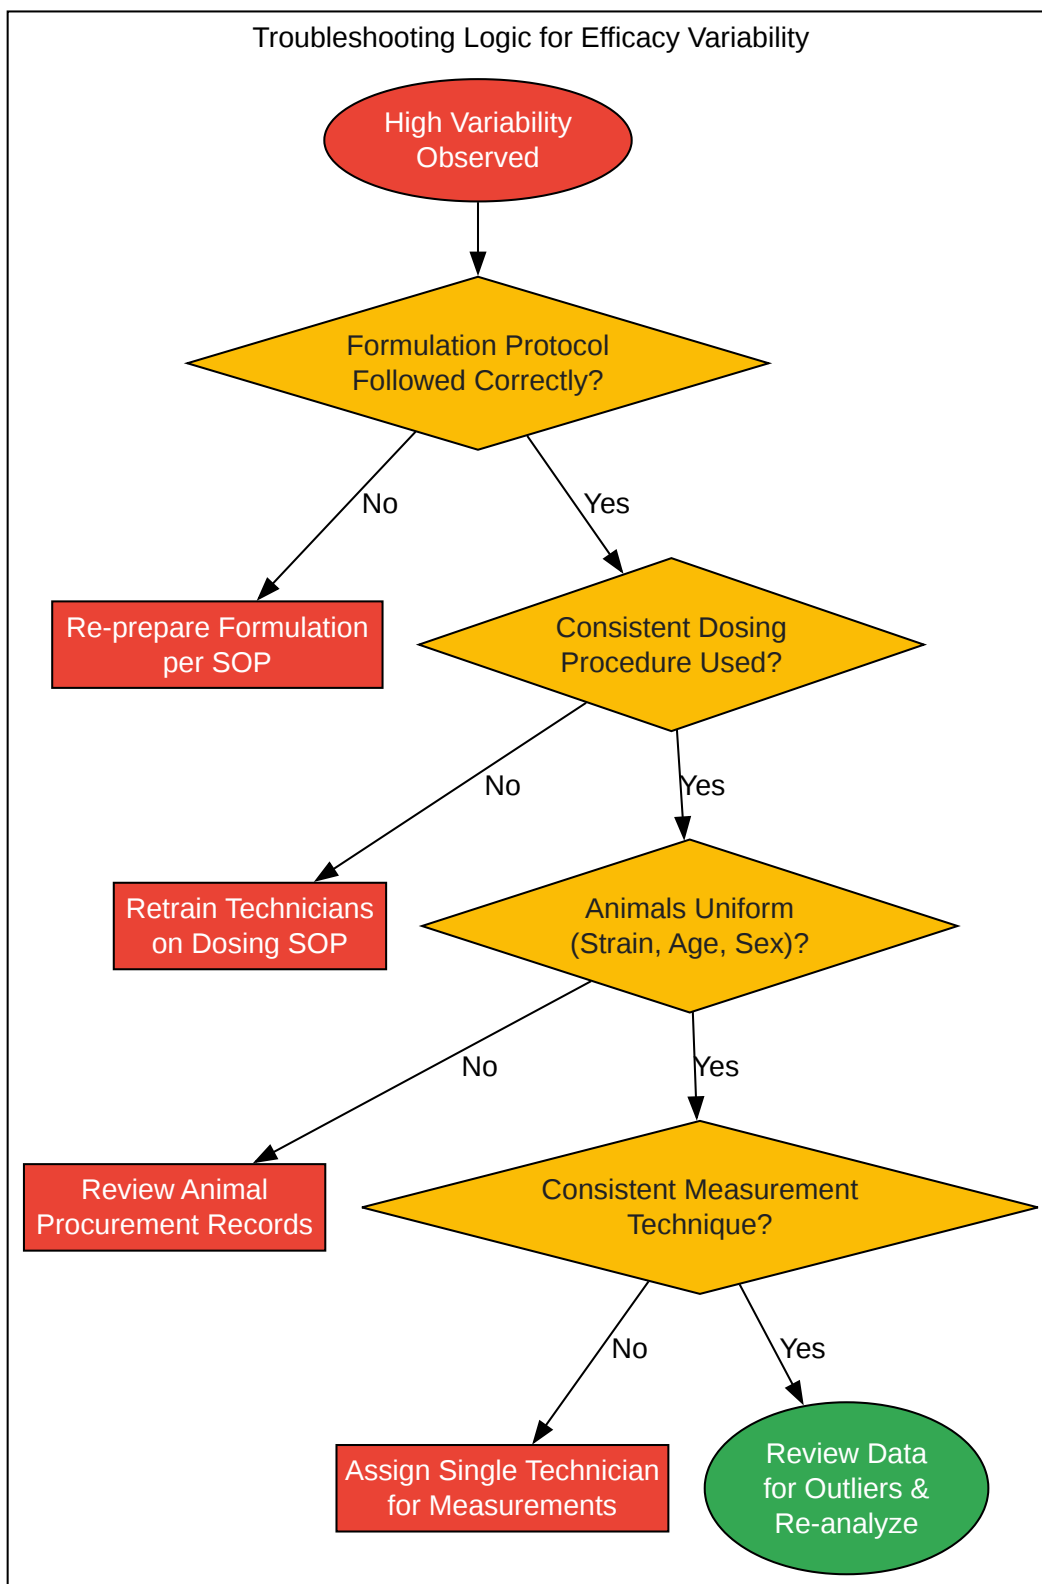 Troubleshooting Logic for Efficacy Variability
High Variability
Observed
Formulation Protocol
Followed Correctly?
No
Yes
Re-prepare Formulation
per SOP
Consistent Dosing
Procedure Used?
No
Yes
Retrain Technicians
on Dosing SOP
Animals Uniform
(Strain, Age, Sex)?
No
Yes
Review Animal
Procurement Records
Consistent Measurement
Technique?
No
Yes
Assign Single Technician
for Measurements
Review Data
for Outliers &
Re-analyze